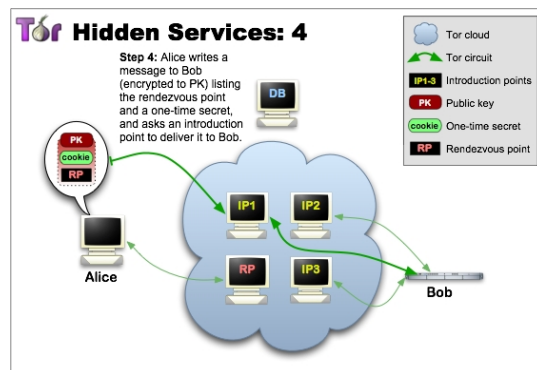 Tor Hidden Services: 4
Step 4: Alice writes a
message to Bob
(encrypted to PK) listing
the rendezvous point
and a one-time secret,
and asks an introduction
point to deliver it to Bob.
DB
Tor cloud
Tor circuit
IP1-3 Introduction points
PK Public key
cookie One-time secret
RP Rendezvous point
PK
cookie
RP
IP1 IP2
RP IP3
Alice
Bob